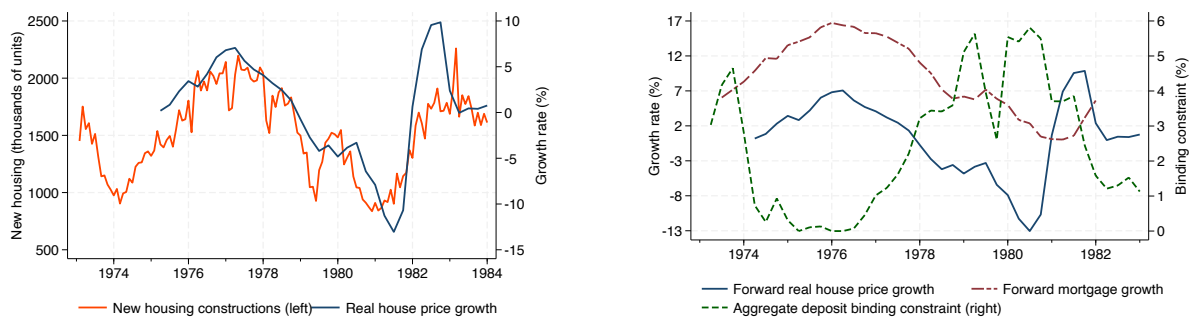 New housing (thousands of units)
2500
2000
1500
1000
500
10
5
0
-5
-10
-15
Growth rate (%)
1974 1976 1978 1980 1982 1984
New housing constructions (left) Real house price growth
Growth rate (%)
17
12
7
2
-3
-8
-13
6
5
4
3
2
1
0
Binding constraint (%)
1974 1976 1978 1980 1982
Forward real house price growth Forward mortgage growth
Aggregate deposit binding constraint (right)